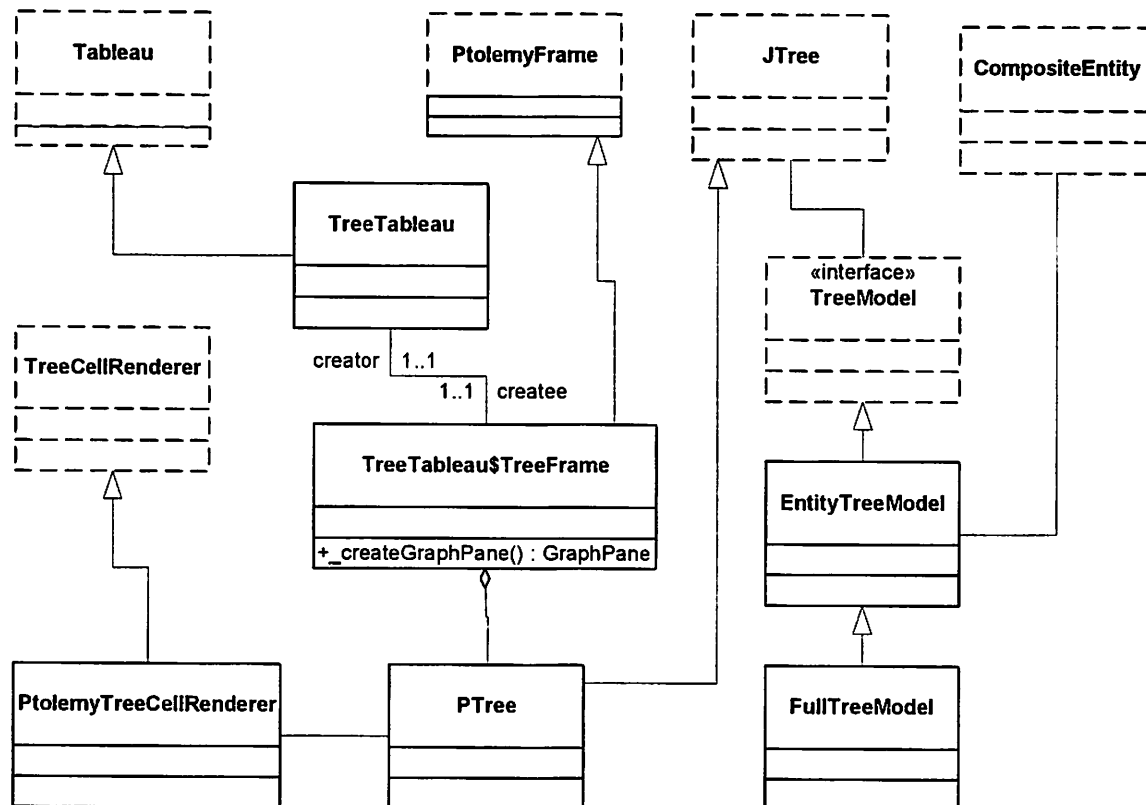 Tableau
PtolemyFrame
JTree
CompositeEntity
TreeTableau
«interface»
TreeModel
TreeCellRenderer
creator 1..1
1..1 createe
TreeTableau$TreeFrame
EntityTreeModel
+_createGraphPane() : GraphPane
PtolemyTreeCellRenderer
PTree
FullTreeModel